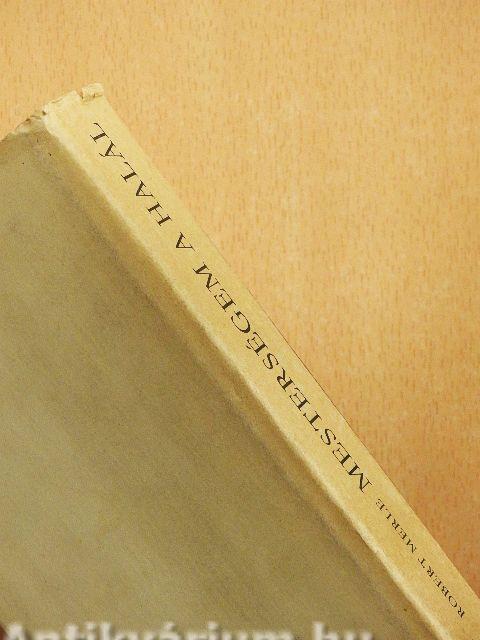 ROBERT MERLE MESTERSÉGEM A HALÁL
Antikvárium.hu